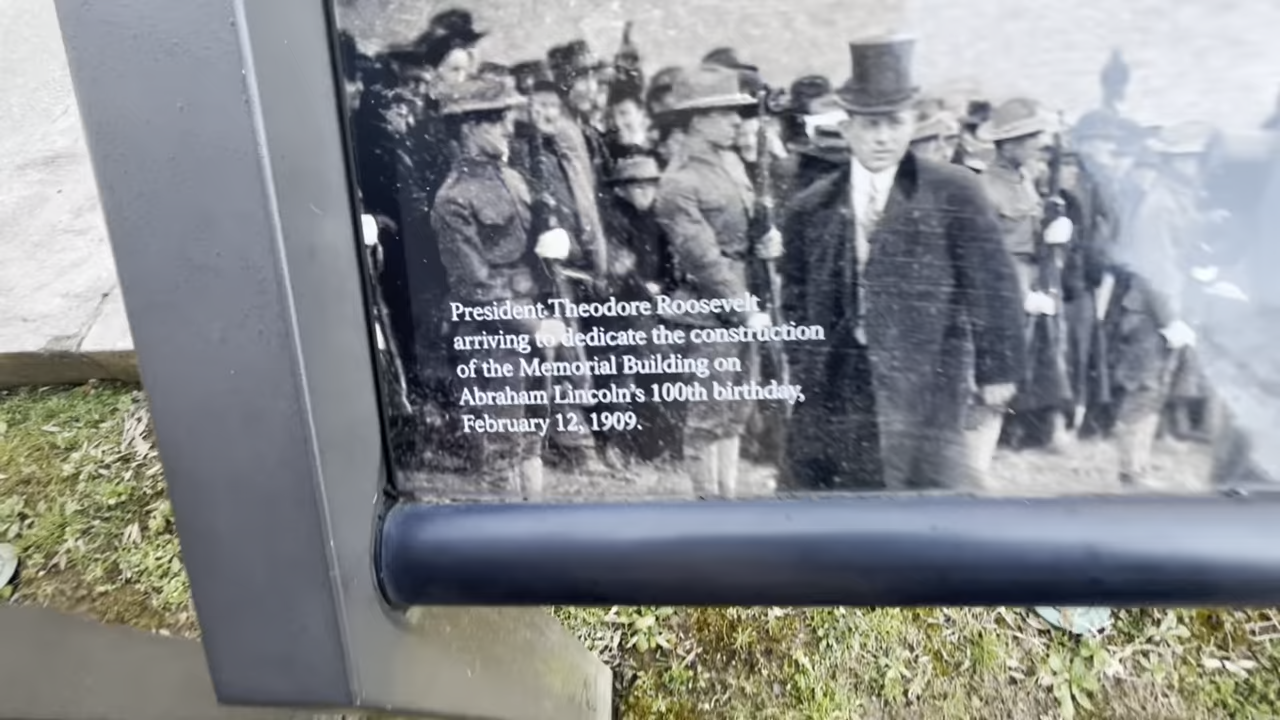 President Theodore Roosevelt
arriving to dedicate the construction
of the Memorial Building on
Abraham Lincoln's 100th birthday,
February 12, 1909.